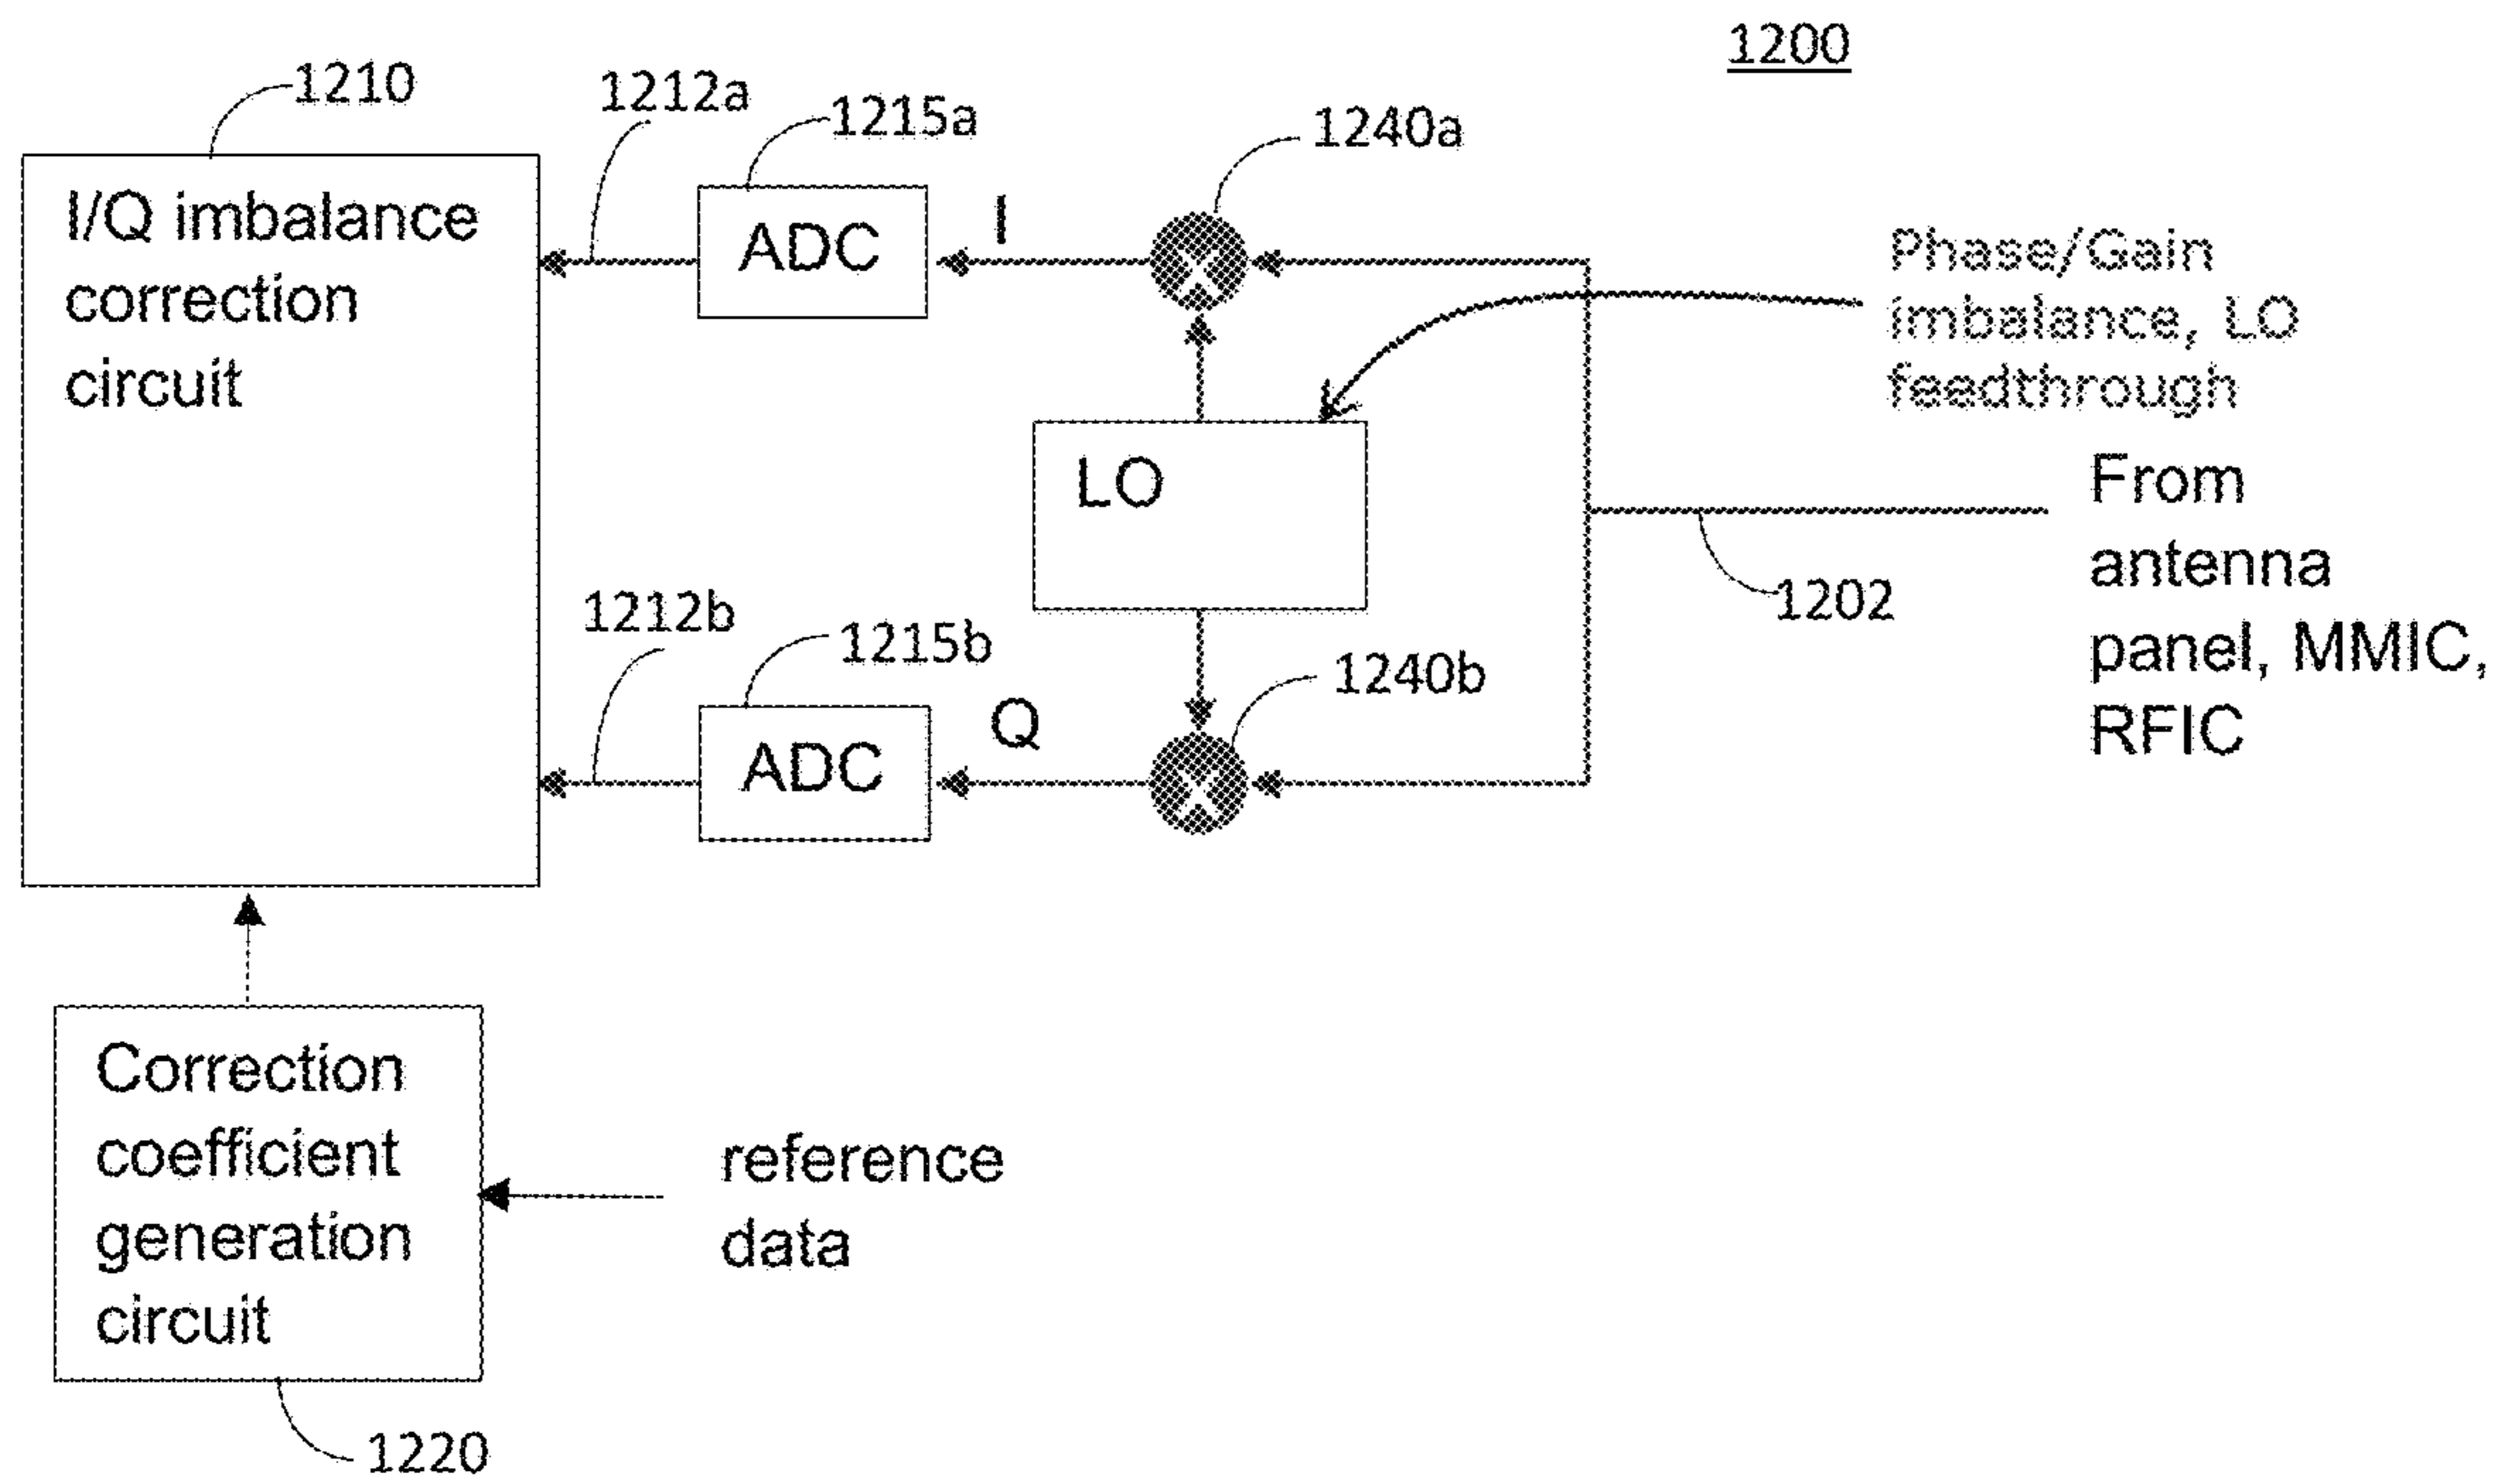 1200
1210
1212a
1215a
1240a
I/Q imbalance
correction
circuit
ADC
I
Phase/Gain
imbalance, LO
feedthrough
LO
From
antenna
panel, MMIC,
RFIC
1202
1212b
1215b
1240b
ADC
Q
Correction
coefficient
generation
circuit
reference
data
1220